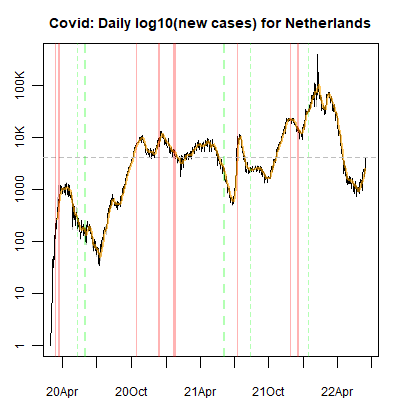 Covid: Daily log10(new cases) for Netherlands
100K
10K
1000
100
10
1
20Apr 20Oct 21Apr 21Oct 22Apr